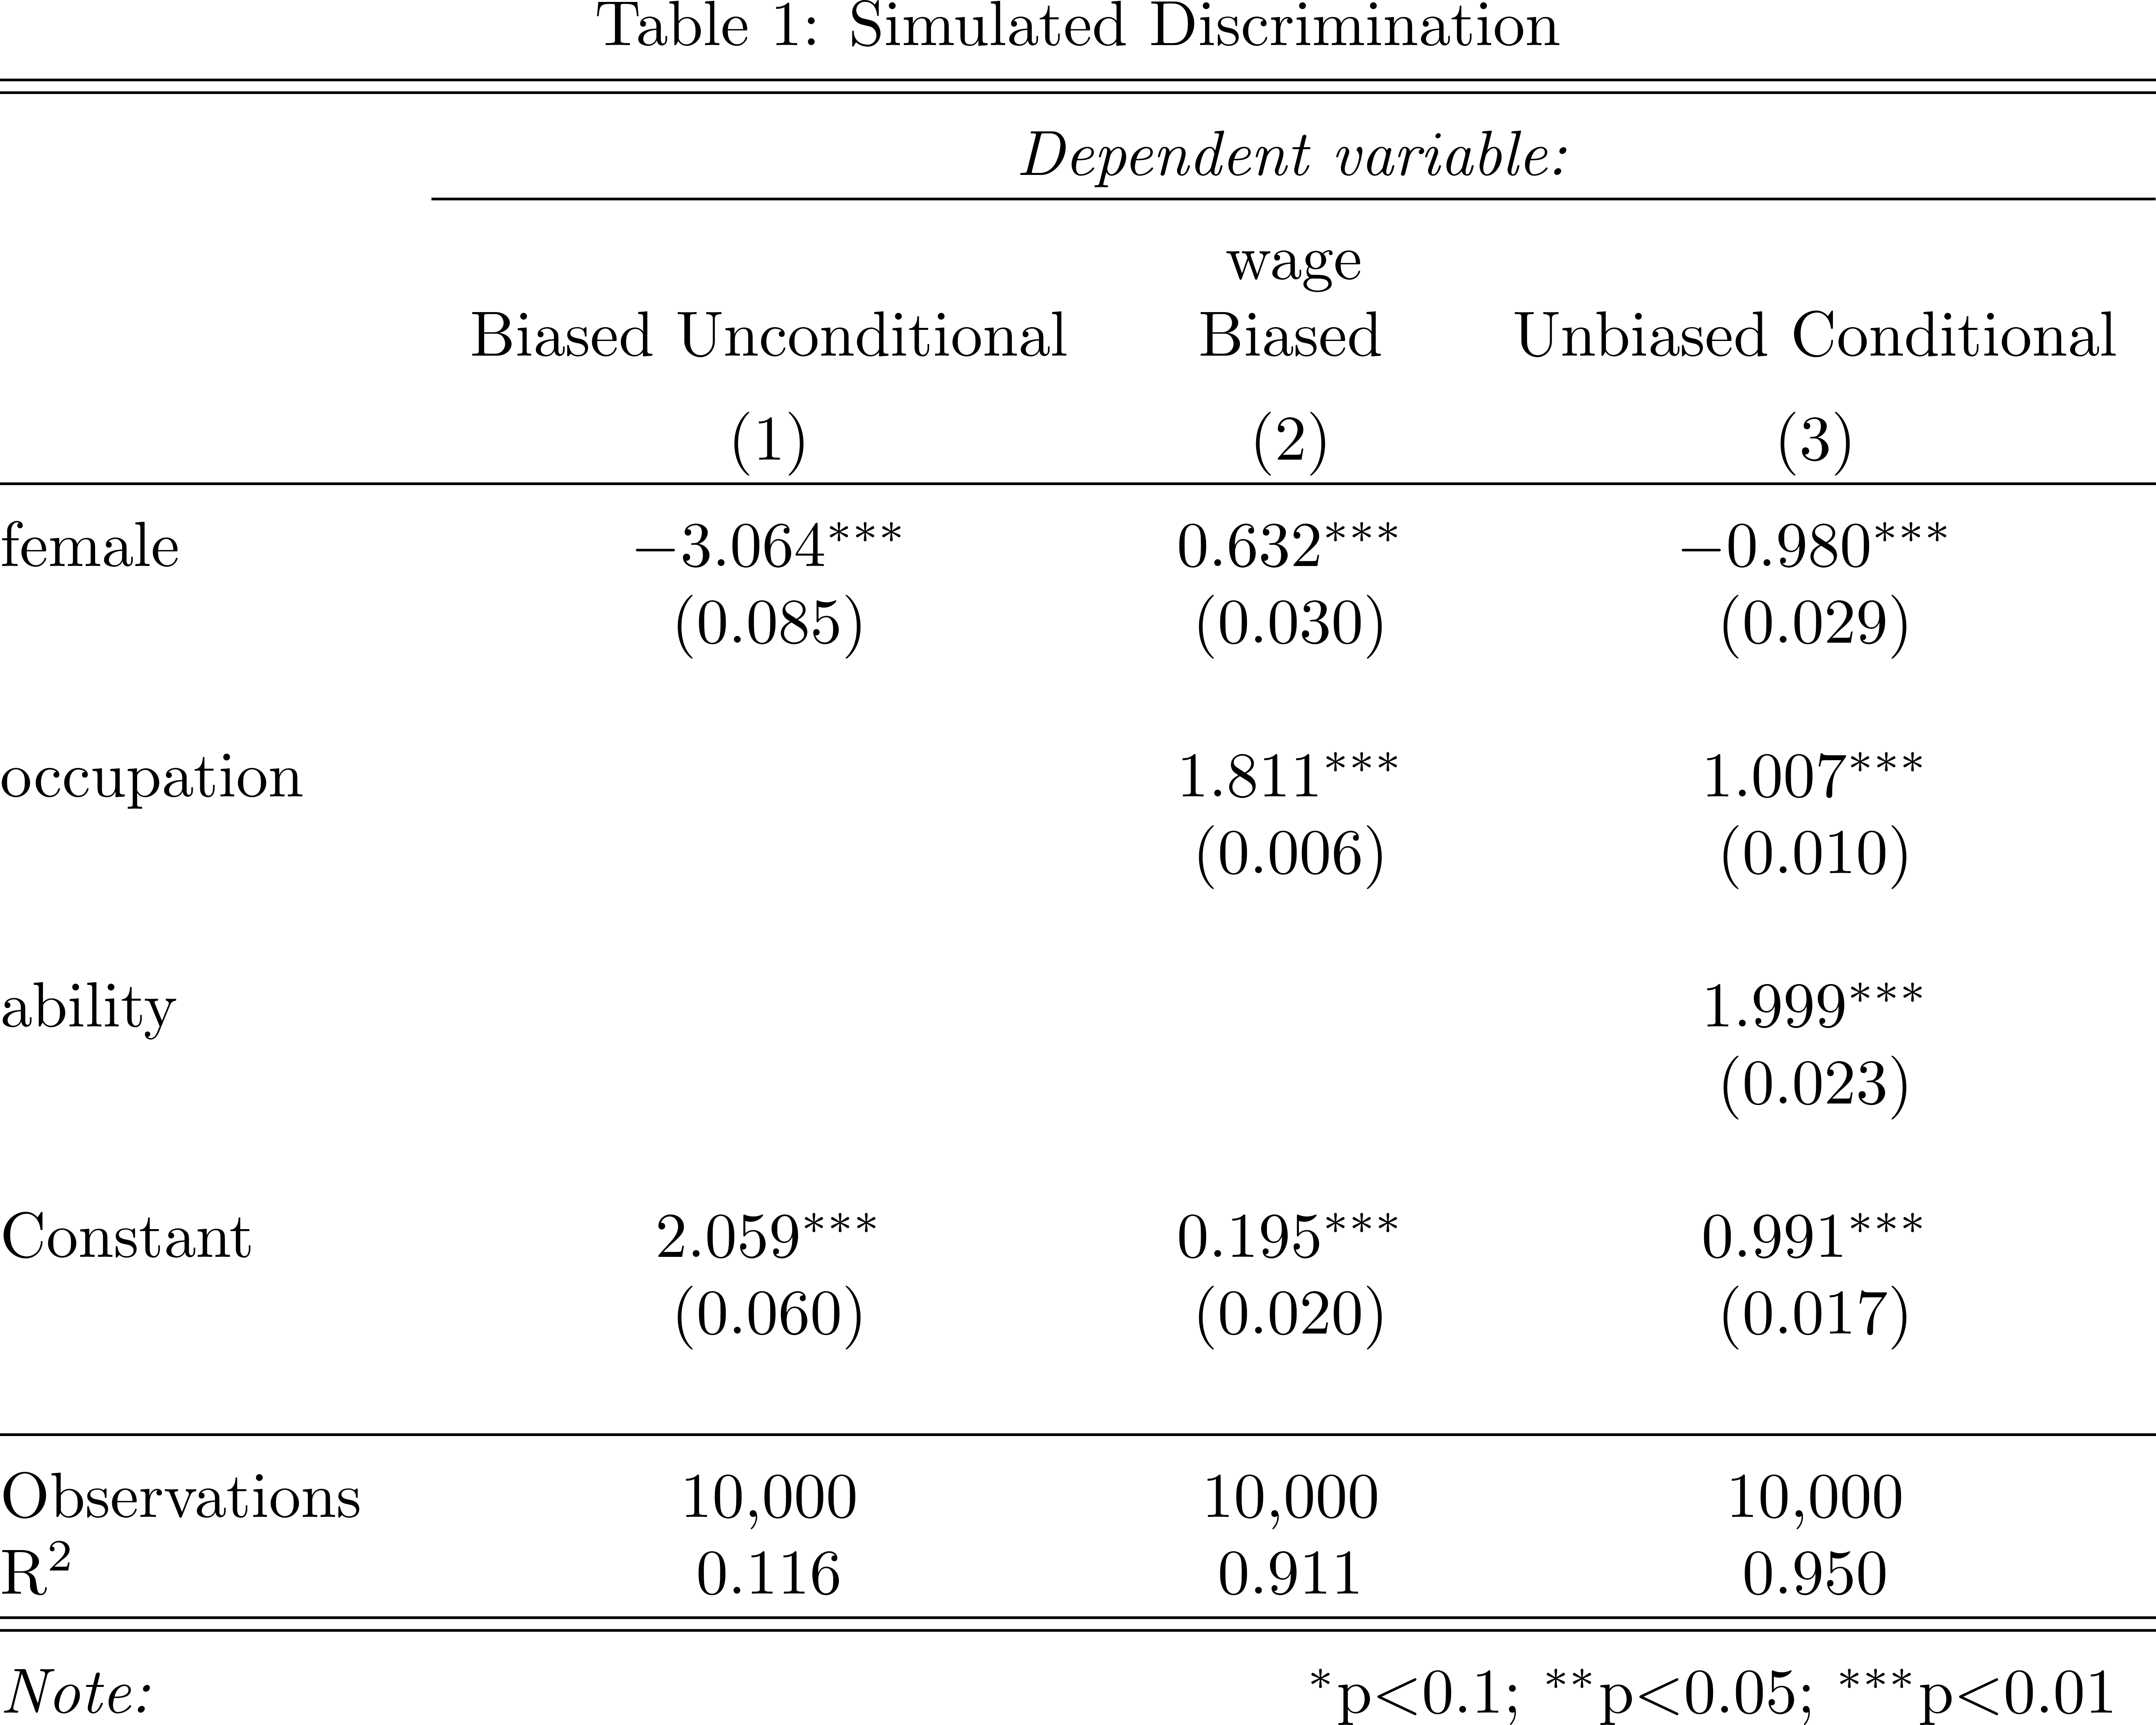 Table 1: Simulated Discrimination
Dependent variable:
wage
Biased Unconditional Biased Unbiased Conditional
(1) (2) (3)
female −3.064*** 0.632*** −0.980***
(0.085) (0.030) (0.029)
occupation 1.811*** 1.007***
(0.006) (0.010)
ability 1.999***
(0.023)
Constant 2.059*** 0.195*** 0.991***
(0.060) (0.020) (0.017)
Observations 10,000 10,000 10,000
R² 0.116 0.911 0.950
Note: *p<0.1; **p<0.05; ***p<0.01